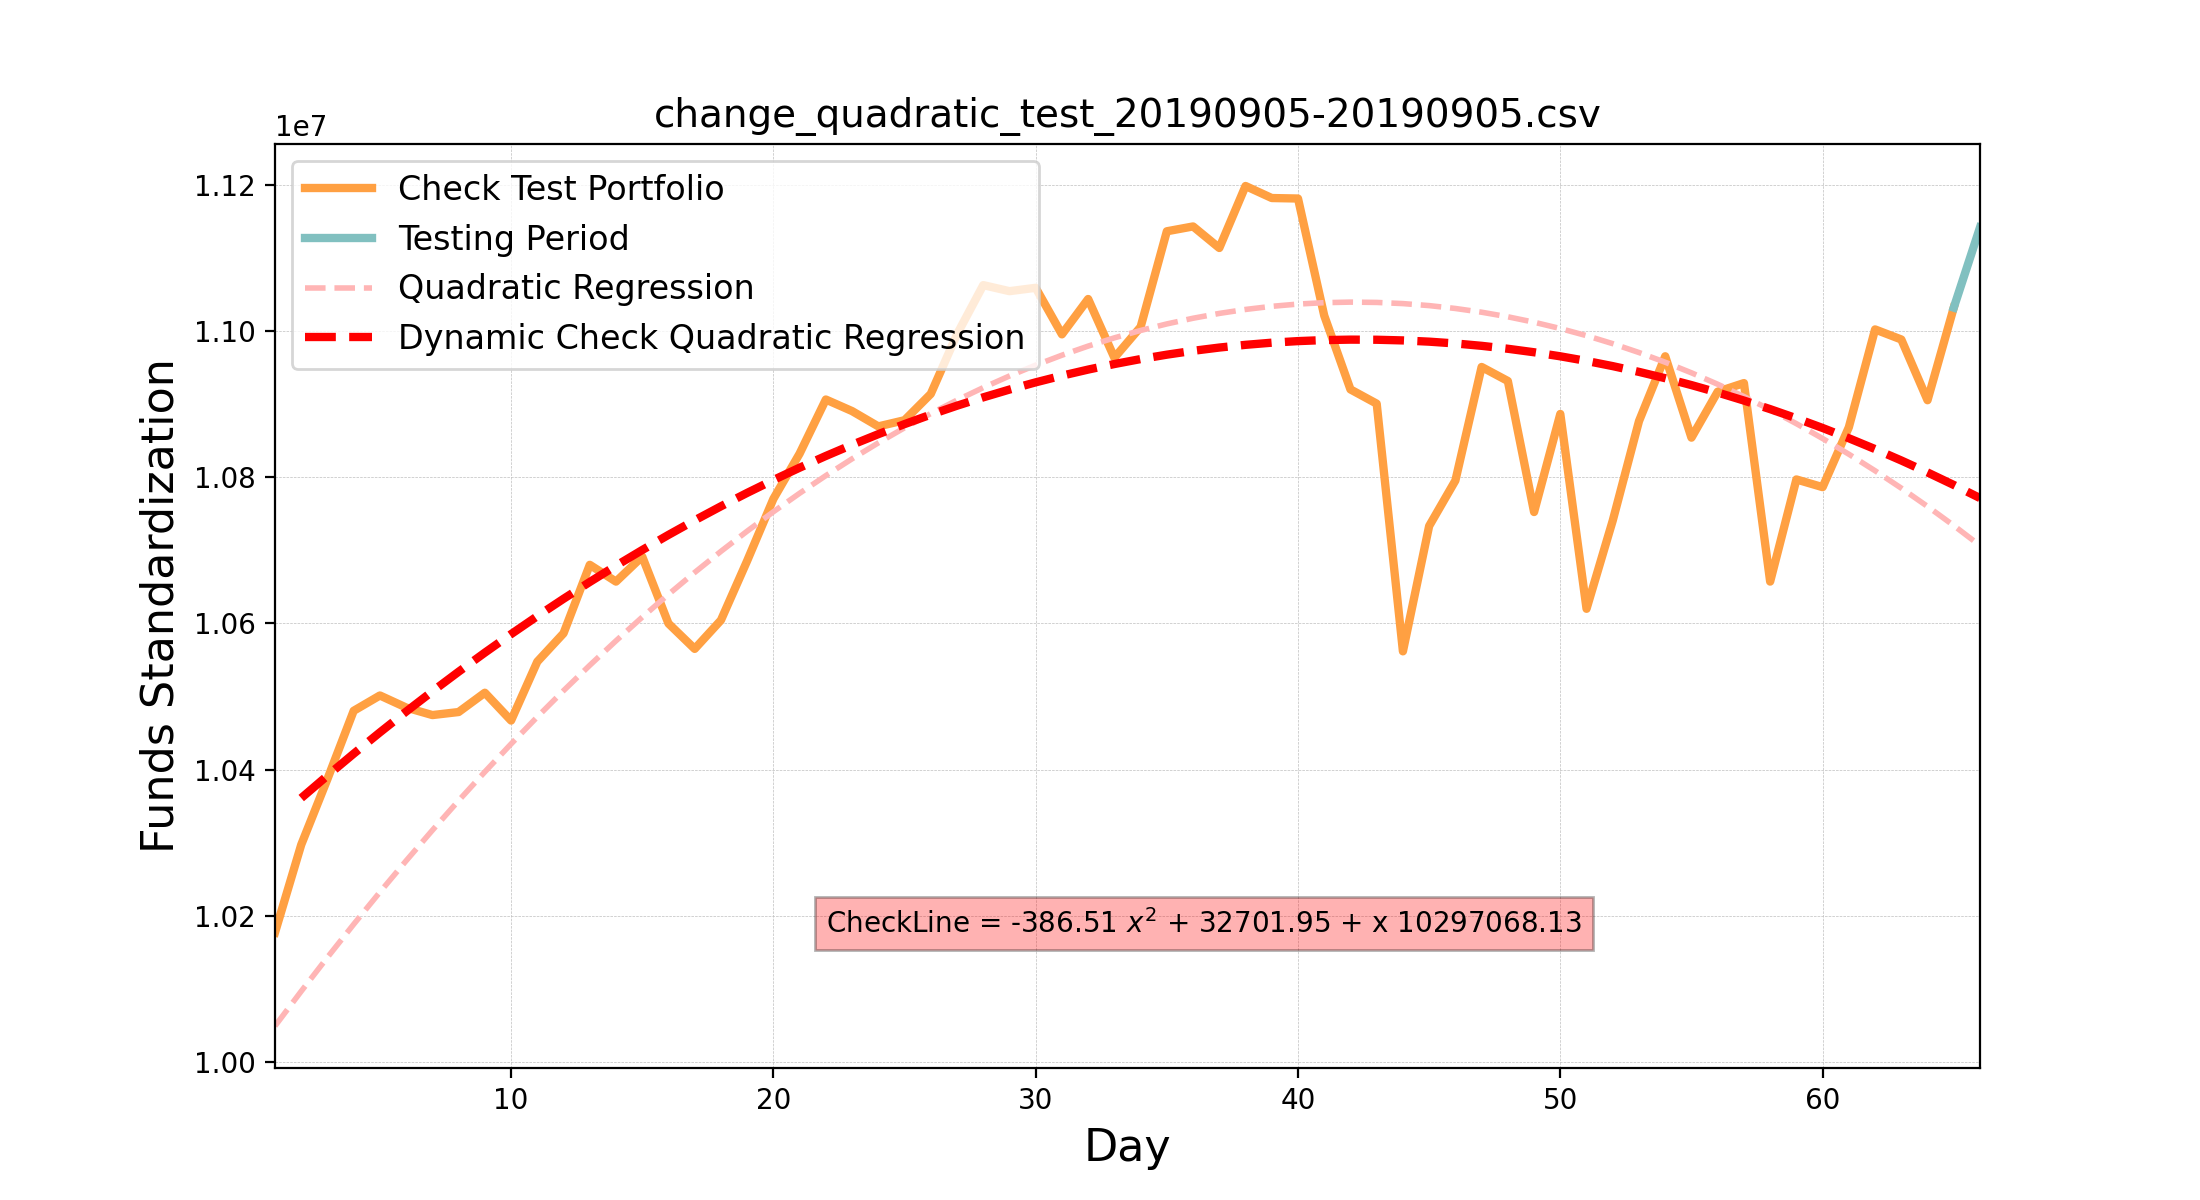 change_quadratic_test_20190905-20190905.csv
1e7
1.12
1.10
1.08
1.06
1.04
1.02
1.00
Funds Standardization
Check Test Portfolio
Testing Period
Quadratic Regression
Dynamic Check Quadratic Regression
CheckLine = -386.51 x² + 32701.95 + x 10297068.13
10 20 30 40 50 60
Day